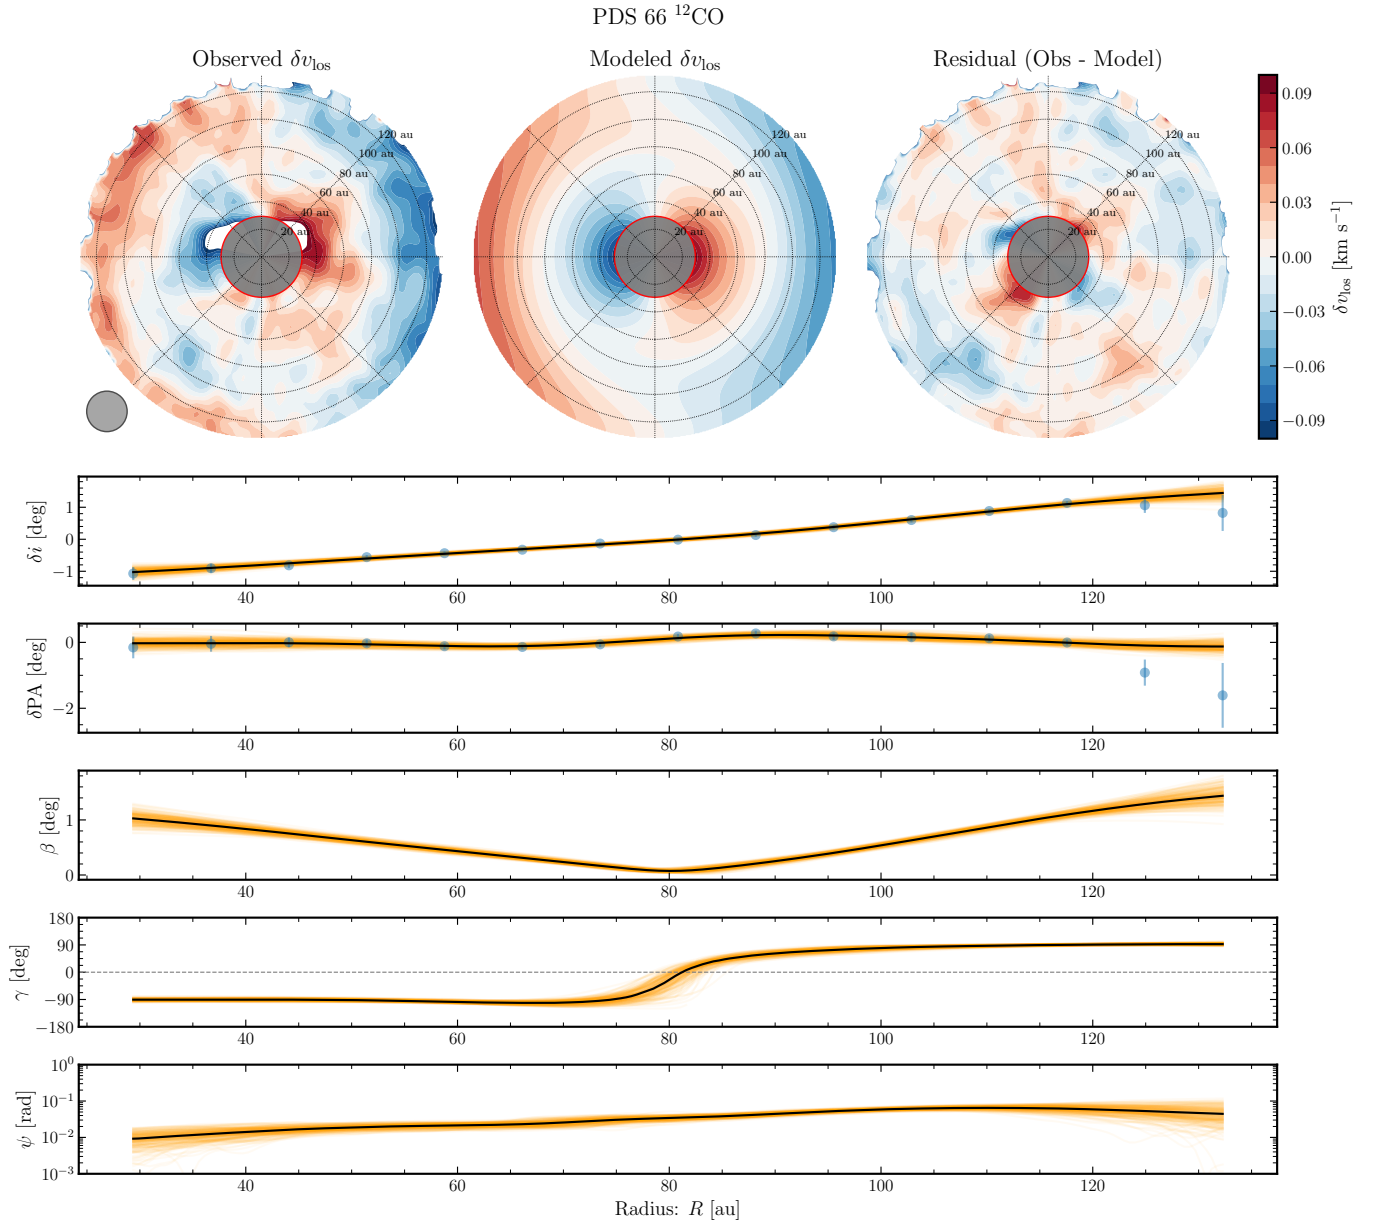 PDS 66 ¹²CO
Observed δv_los
Modeled δv_los
Residual (Obs - Model)
120 au
100 au
80 au
60 au
40 au
20 au
120 au
100 au
80 au
60 au
40 au
20 au
120 au
100 au
80 au
60 au
40 au
20 au
0.09
0.06
0.03
0.00
−0.03
−0.06
−0.09
δv_los [km s⁻¹]
δi [deg]
1
0
−1
40 60 80 100 120
δPA [deg]
0
−2
40 60 80 100 120
β [deg]
1
0
40 60 80 100 120
γ [deg]
180
90
0
−90
−180
40 60 80 100 120
ψ [rad]
10⁰
10⁻¹
10⁻²
10⁻³
40 60 80 100 120
Radius: R [au]